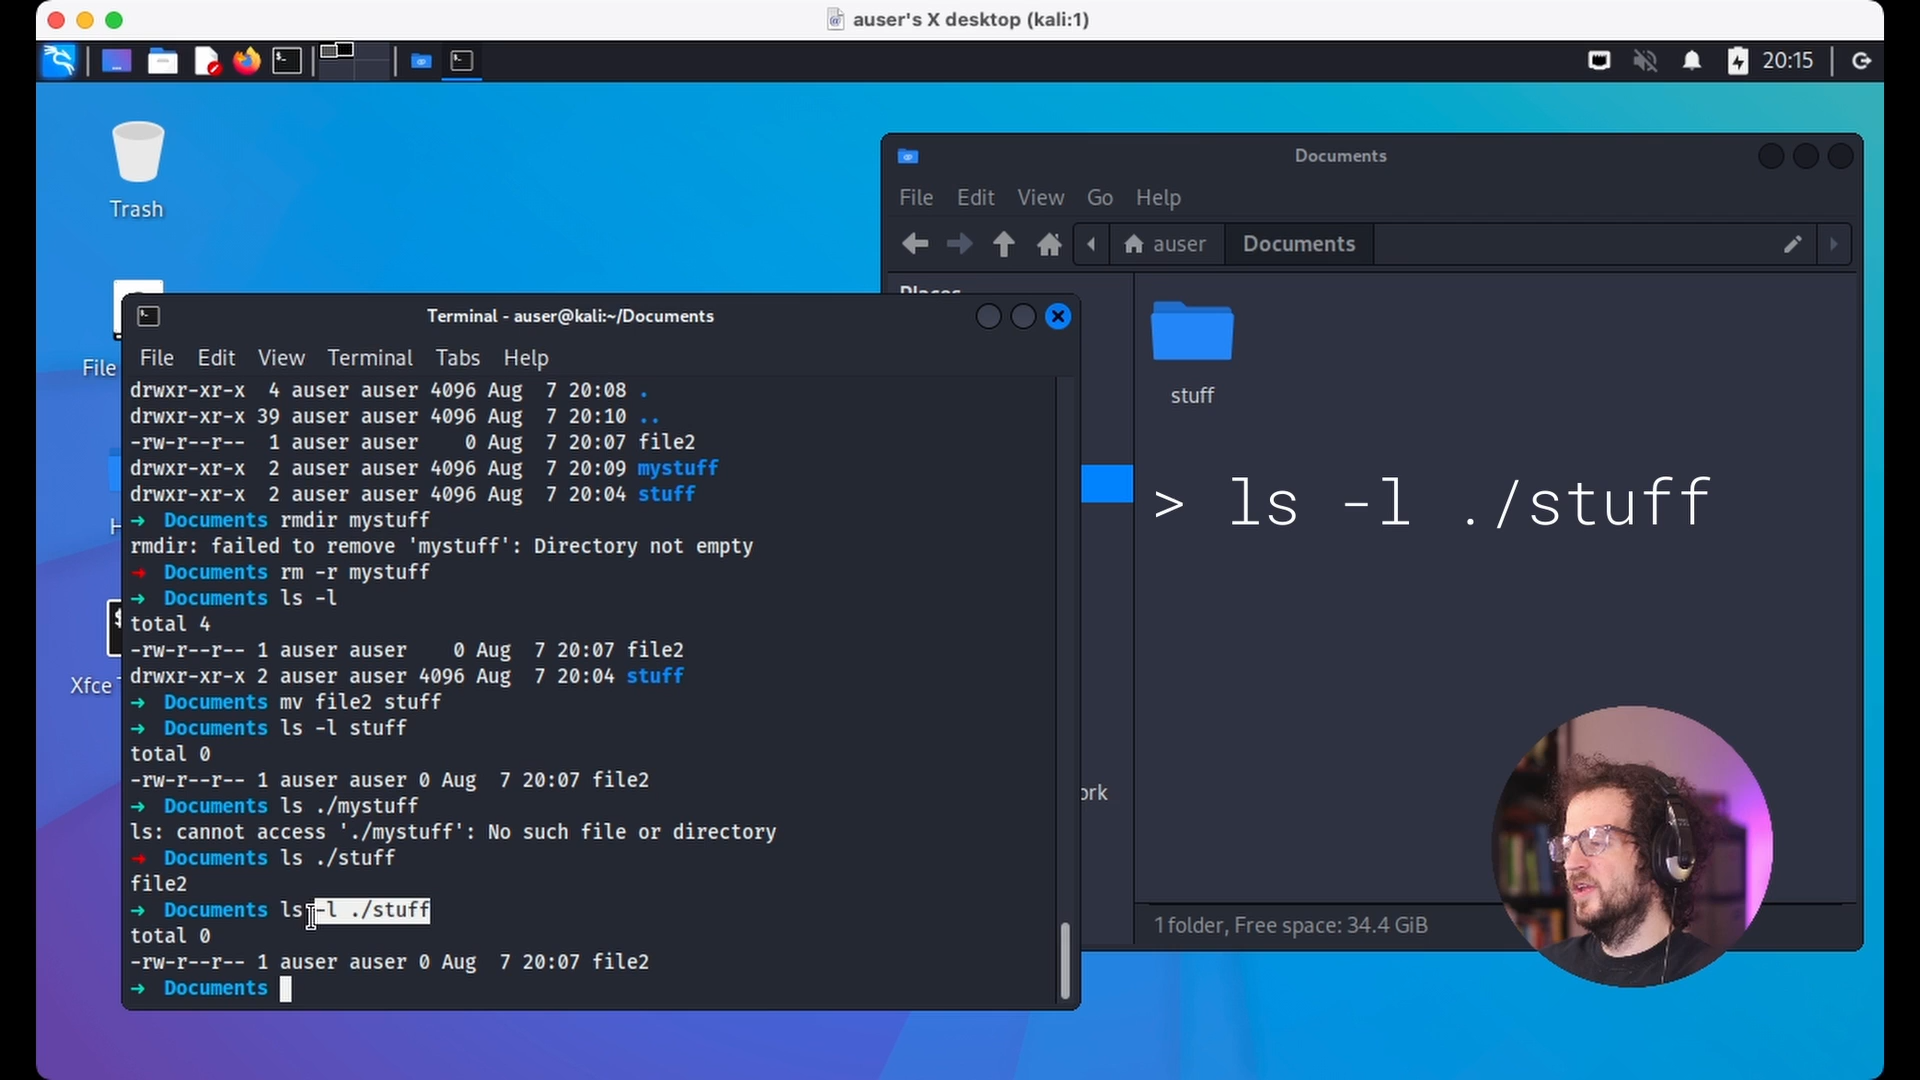 auser's X desktop (kali:1)
20:15
Trash
File
Xfce
Documents
File Edit View Go Help
auser Documents
Places
stuff
> ls -l ./stuff
1 folder, Free space: 34.4 GiB
Terminal - auser@kali:~/Documents
File Edit View Terminal Tabs Help
drwxr-xr-x  4 auser auser 4096 Aug  7 20:08 .
drwxr-xr-x 39 auser auser 4096 Aug  7 20:10 ..
-rw-r--r--  1 auser auser    0 Aug  7 20:07 file2
drwxr-xr-x  2 auser auser 4096 Aug  7 20:09 mystuff
drwxr-xr-x  2 auser auser 4096 Aug  7 20:04 stuff
→ Documents rmdir mystuff
rmdir: failed to remove 'mystuff': Directory not empty
→ Documents rm -r mystuff
→ Documents ls -l
total 4
-rw-r--r-- 1 auser auser    0 Aug  7 20:07 file2
drwxr-xr-x 2 auser auser 4096 Aug  7 20:04 stuff
→ Documents mv file2 stuff
→ Documents ls -l stuff
total 0
-rw-r--r-- 1 auser auser 0 Aug  7 20:07 file2
→ Documents ls ./mystuff
ls: cannot access './mystuff': No such file or directory
→ Documents ls ./stuff
file2
→ Documents ls -l ./stuff
total 0
-rw-r--r-- 1 auser auser 0 Aug  7 20:07 file2
→ Documents